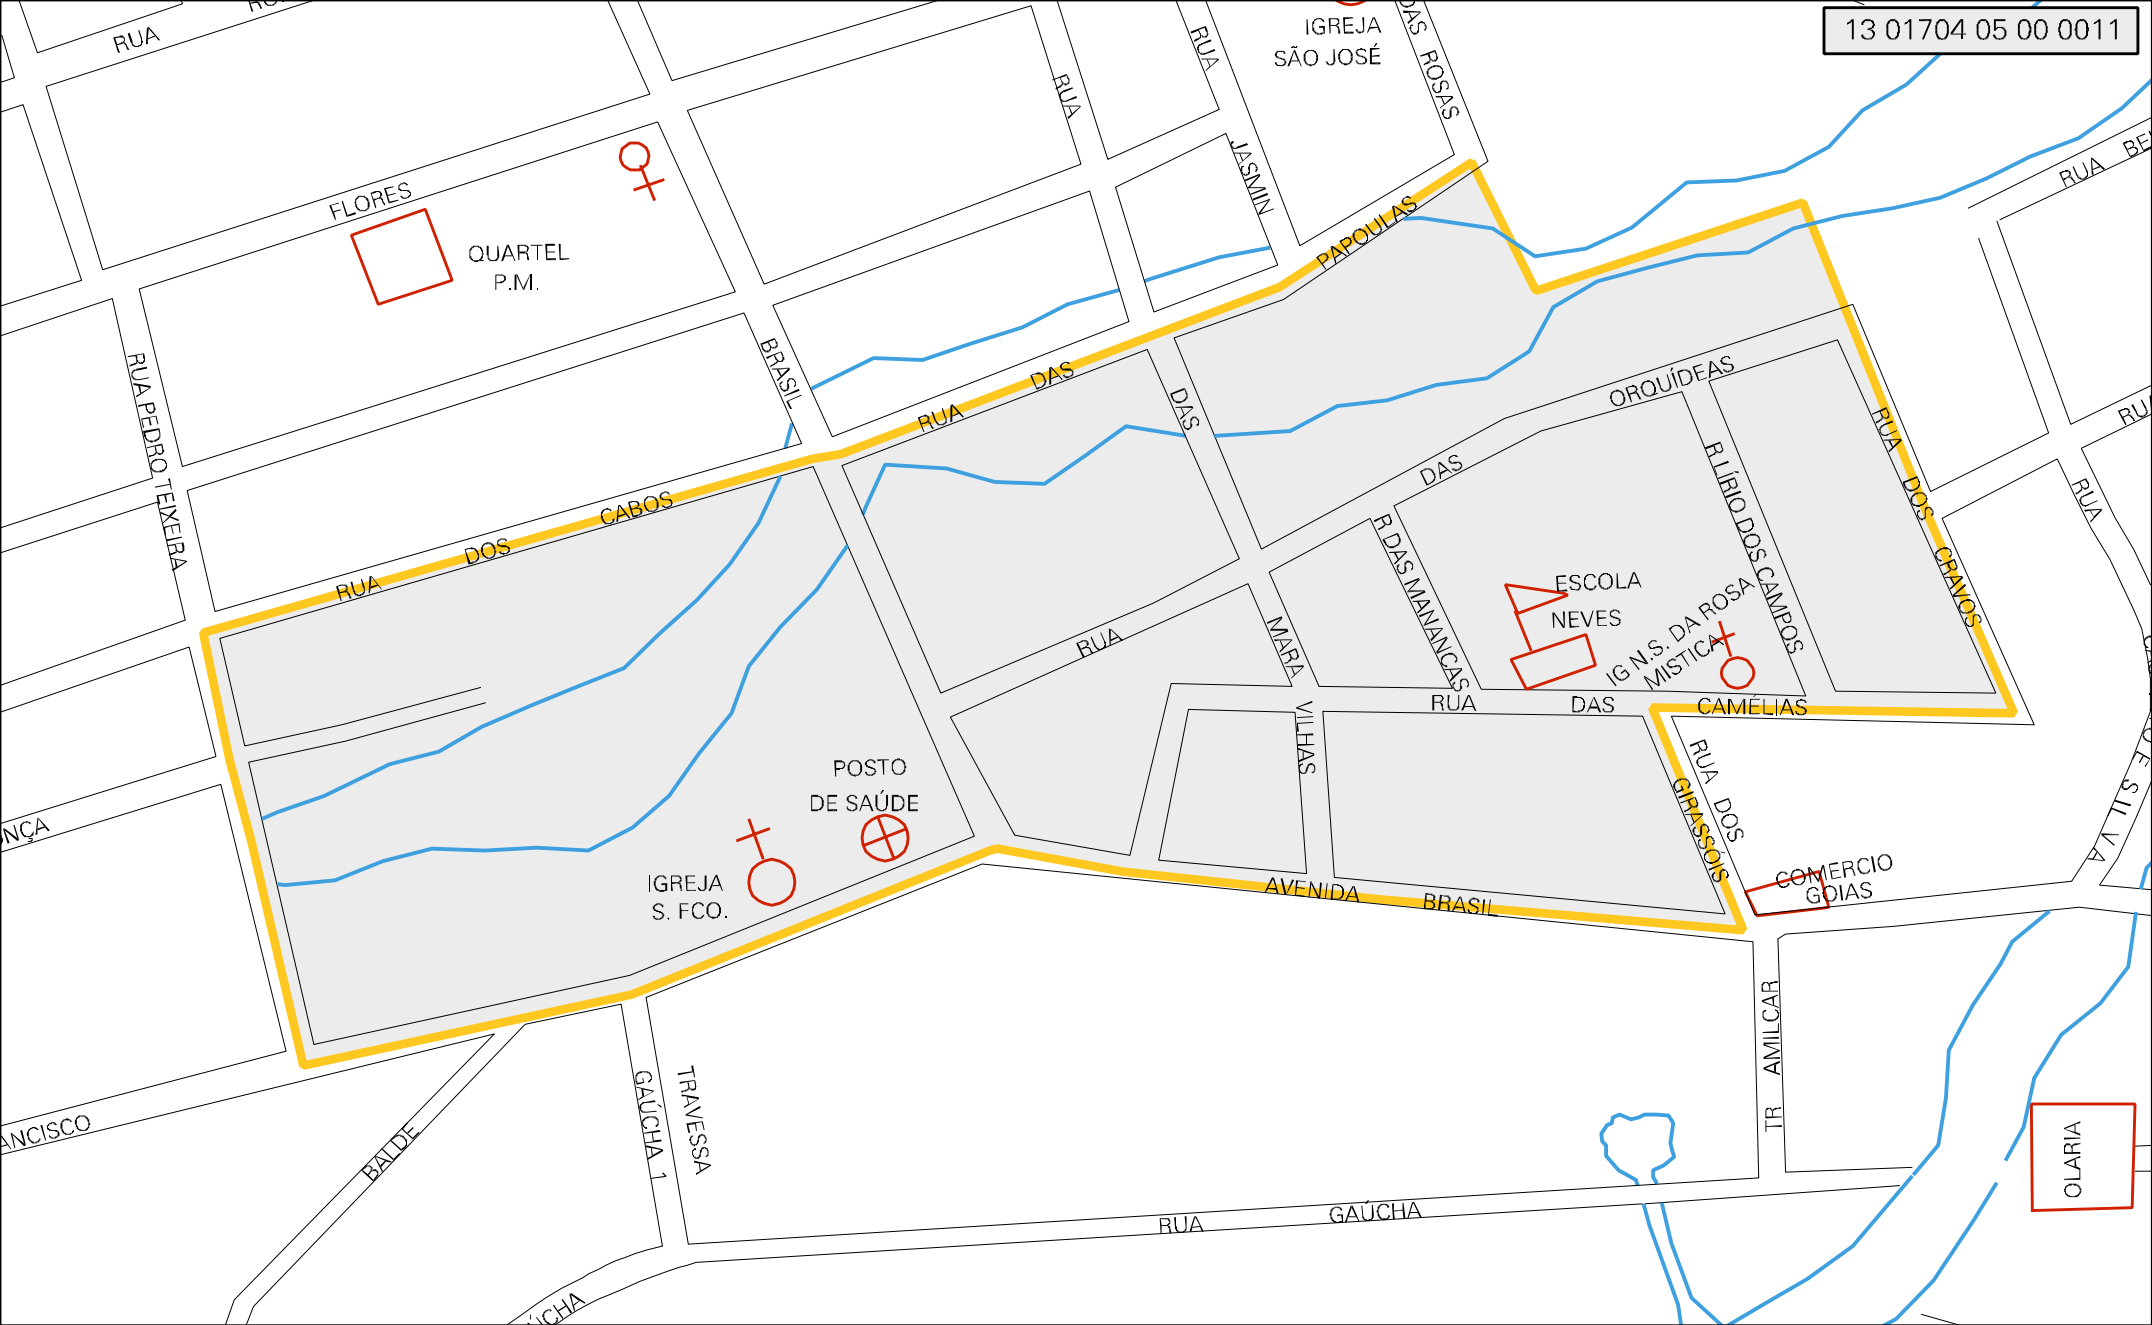 13 01704 05 00 0011
RUA
RUA
DAS ROSAS
IGREJA
SÃO JOSÉ
RUA
JASMIN
RUA BE
FLORES
QUARTEL
P.M.
PAPOULAS
DAS
RUA
BRASIL
RUA PEDRO TEIXEIRA
RUA DOS CABOS
DAS
ORQUÍDEAS
DAS
RUA
RUA DOS CRAVOS
RUA
RUA
R LÍRIO DOS CAMPOS
R DAS MANANCAS
ESCOLA
NEVES
IG N.S. DA ROSA
MISTICA
MARA
VILHAS
RUA DAS CAMÉLIAS
RUA DOS
GIRASSÓIS
E SILVA
POSTO
DE SAÚDE
IGREJA
S. FCO.
NÇA
COMERCIO
GOIAS
AVENIDA BRASIL
TR AMILCAR
ANCISCO
BALDE
TRAVESSA
GAÚCHA 1
RUA GAÚCHA
ÚCHA
OLARIA